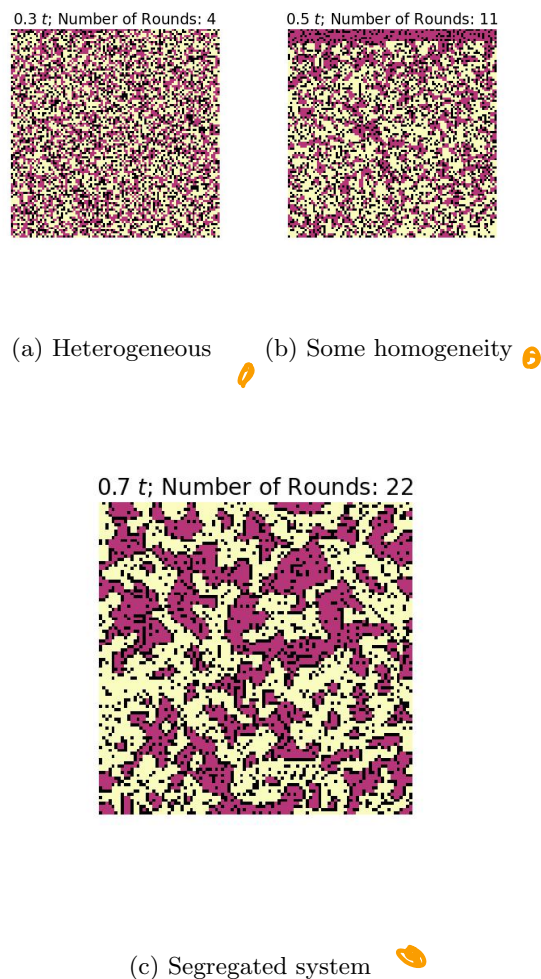 0.3 t; Number of Rounds: 4
0.5 t; Number of Rounds: 11
(a) Heterogeneous
(b) Some homogeneity
0.7 t; Number of Rounds: 22
(c) Segregated system